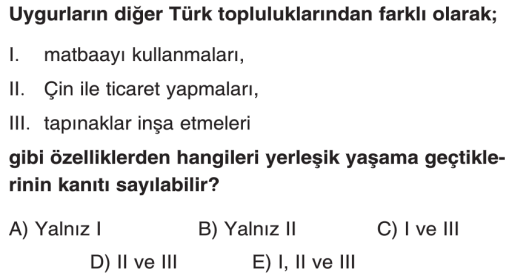 Uygurların diğer Türk topluluklarından farklı olarak;
I. matbaayı kullanmaları,
II. Çin ile ticaret yapmaları,
III. tapınaklar inşa etmeleri
gibi özelliklerden hangileri yerleşik yaşama geçtikle-
rinin kanıtı sayılabilir?
A) Yalnız I B) Yalnız II C) I ve III
D) II ve III E) I, II ve III